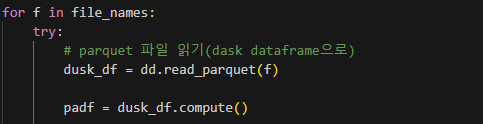 for f in file_names:
    try:
        # parquet 파일 읽기(dask dataframe으로)
        dusk_df = dd.read_parquet(f)

        padf = dusk_df.compute()